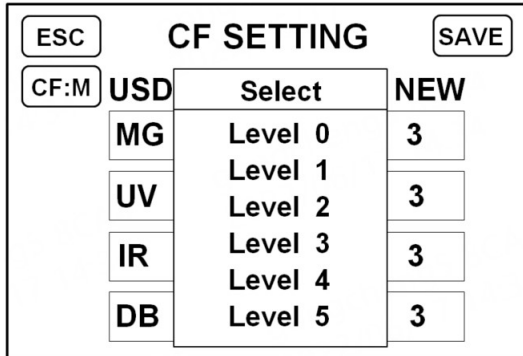 ESC CF SETTING SAVE
CF:M USD Select NEW
MG Level 0 3
Level 1
UV Level 2 3
Level 3
IR Level 4 3
DB Level 5 3